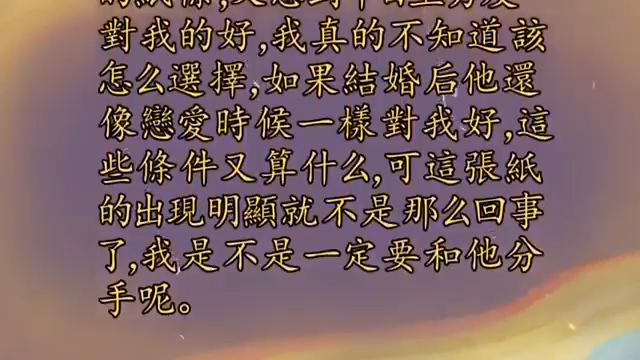 對我的好,我真的不知道該
怎么選擇,如果結婚后他還
像戀愛時候一樣對我好,這
些條件又算什么,可這張紙
的出現明顯就不是那么回事
了,我是不是一定要和他分
手呢。